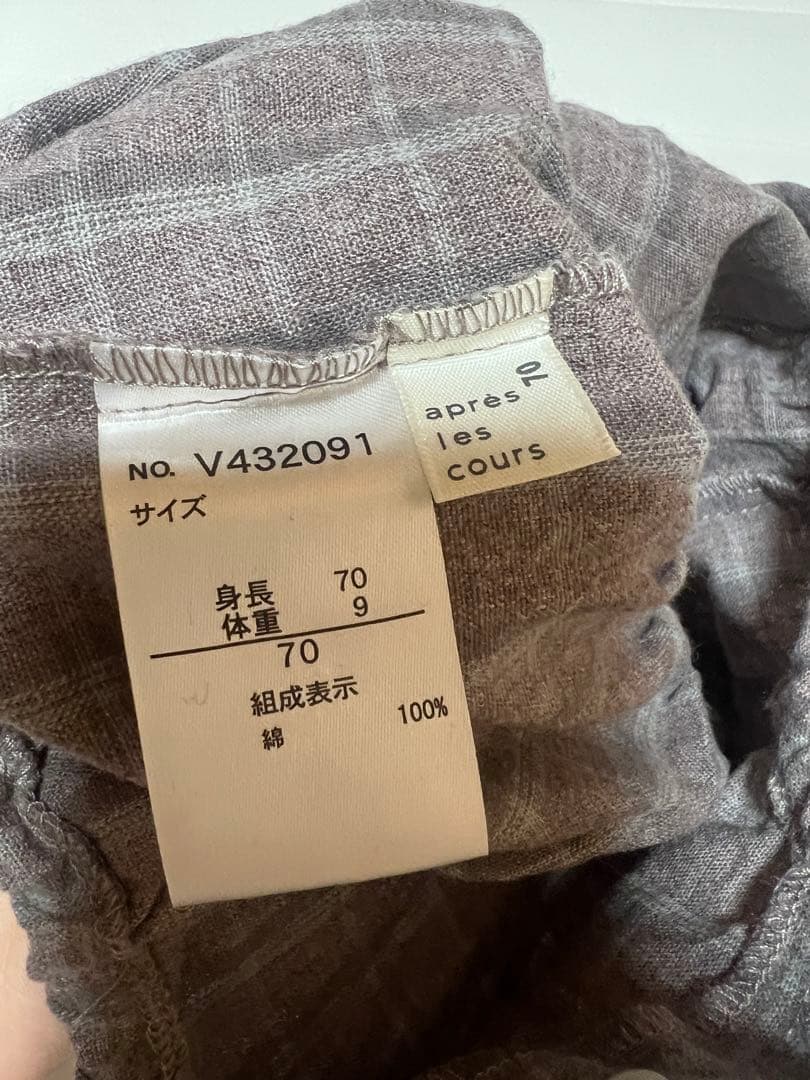 NO. V432091
サイズ
身長 70
体重 9
70
組成表示
綿 100%
après
les
cours
70